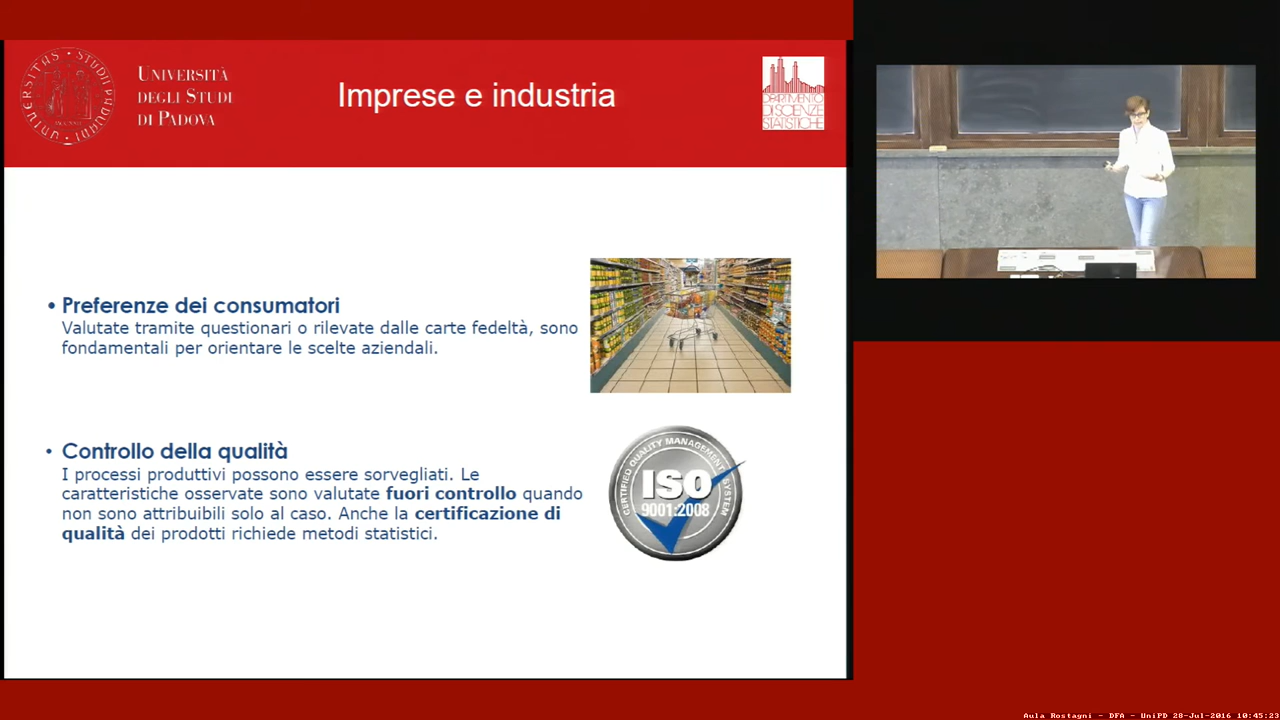 UNIVERSITAS STUDII PADUANI
UNIVERSITÀ
DEGLI STUDI
DI PADOVA
Imprese e industria
DIPARTIMENTO
DI SCIENZE
STATISTICHE
• Preferenze dei consumatori
Valutate tramite questionari o rilevate dalle carte fedeltà, sono
fondamentali per orientare le scelte aziendali.
• Controllo della qualità
I processi produttivi possono essere sorvegliati. Le
caratteristiche osservate sono valutate fuori controllo quando
non sono attribuibili solo al caso. Anche la certificazione di
qualità dei prodotti richiede metodi statistici.
CERTIFIED QUALITY MANAGEMENT SYSTEM
ISO
9001:2008
Aula Rostagni - DFA - UniPD 28-Jul-2016 10:45:23